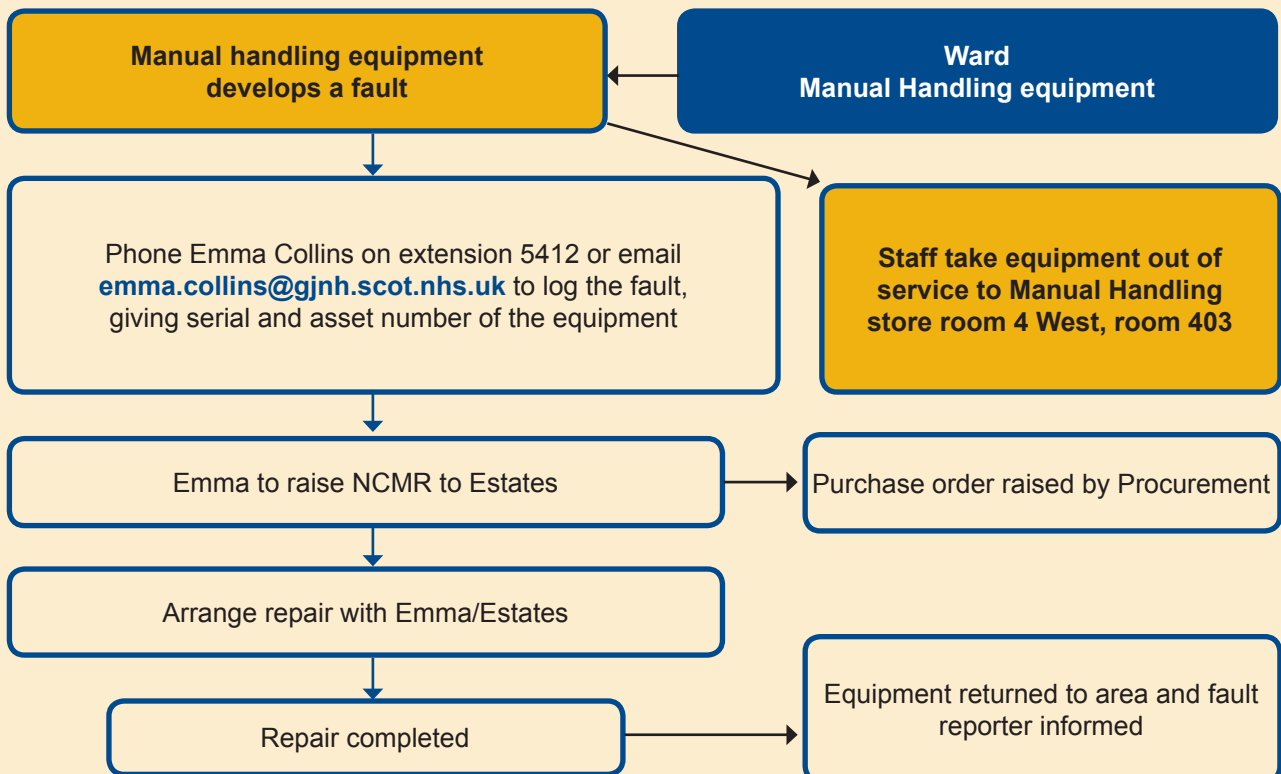 Manual handling equipment
develops a fault
Ward
Manual Handling equipment
Phone Emma Collins on extension 5412 or email
emma.collins@gjnh.scot.nhs.uk to log the fault,
giving serial and asset number of the equipment
Staff take equipment out of
service to Manual Handling
store room 4 West, room 403
Emma to raise NCMR to Estates
Purchase order raised by Procurement
Arrange repair with Emma/Estates
Repair completed
Equipment returned to area and fault
reporter informed